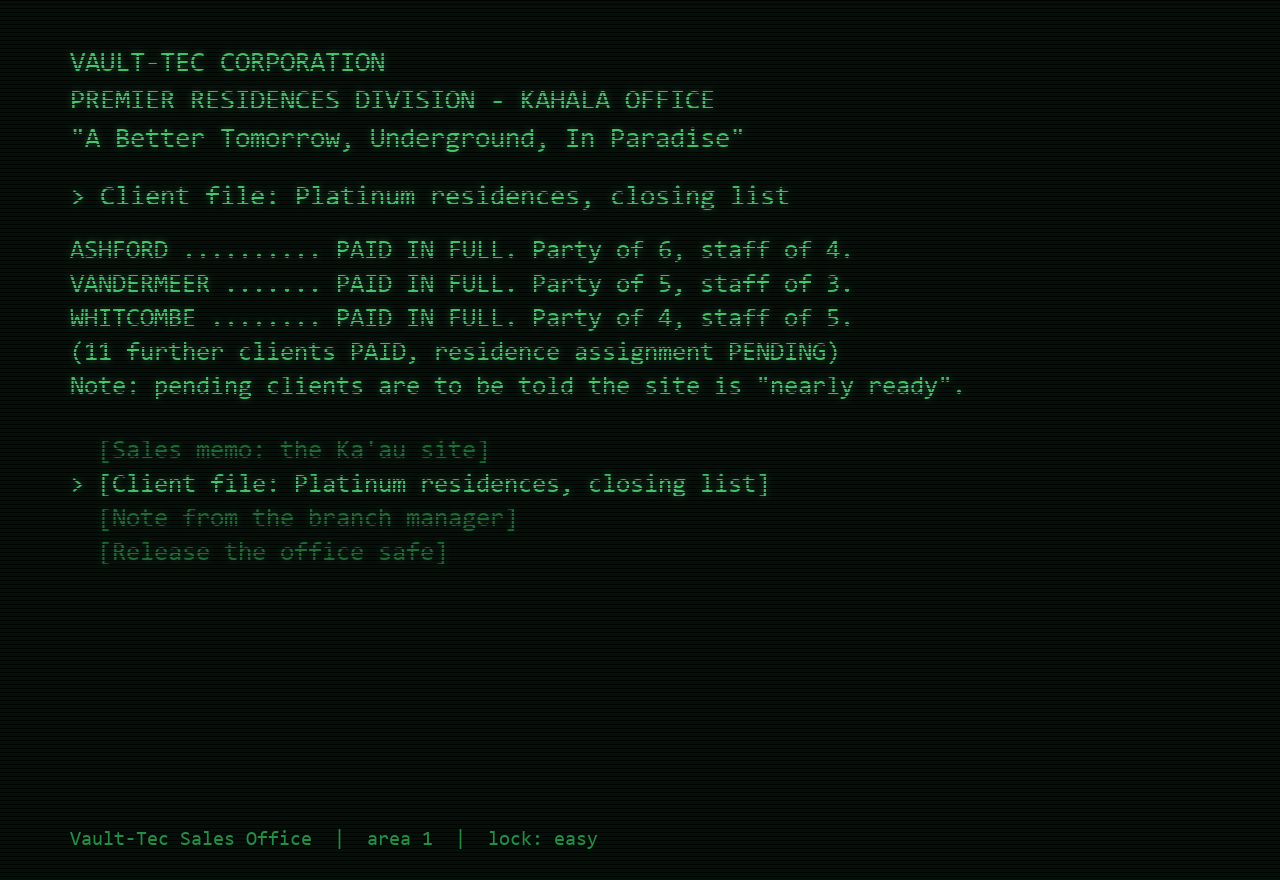 VAULT-TEC CORPORATION
PREMIER RESIDENCES DIVISION - KAHALA OFFICE
"A Better Tomorrow, Underground, In Paradise"
> Client file: Platinum residences, closing list
ASHFORD .......... PAID IN FULL. Party of 6, staff of 4.
VANDERMEER ....... PAID IN FULL. Party of 5, staff of 3.
WHITCOMBE ........ PAID IN FULL. Party of 4, staff of 5.
(11 further clients PAID, residence assignment PENDING)
Note: pending clients are to be told the site is "nearly ready".
[Sales memo: the Ka'au site]
> [Client file: Platinum residences, closing list]
[Note from the branch manager]
[Release the office safe]
Vault-Tec Sales Office | area 1 | lock: easy